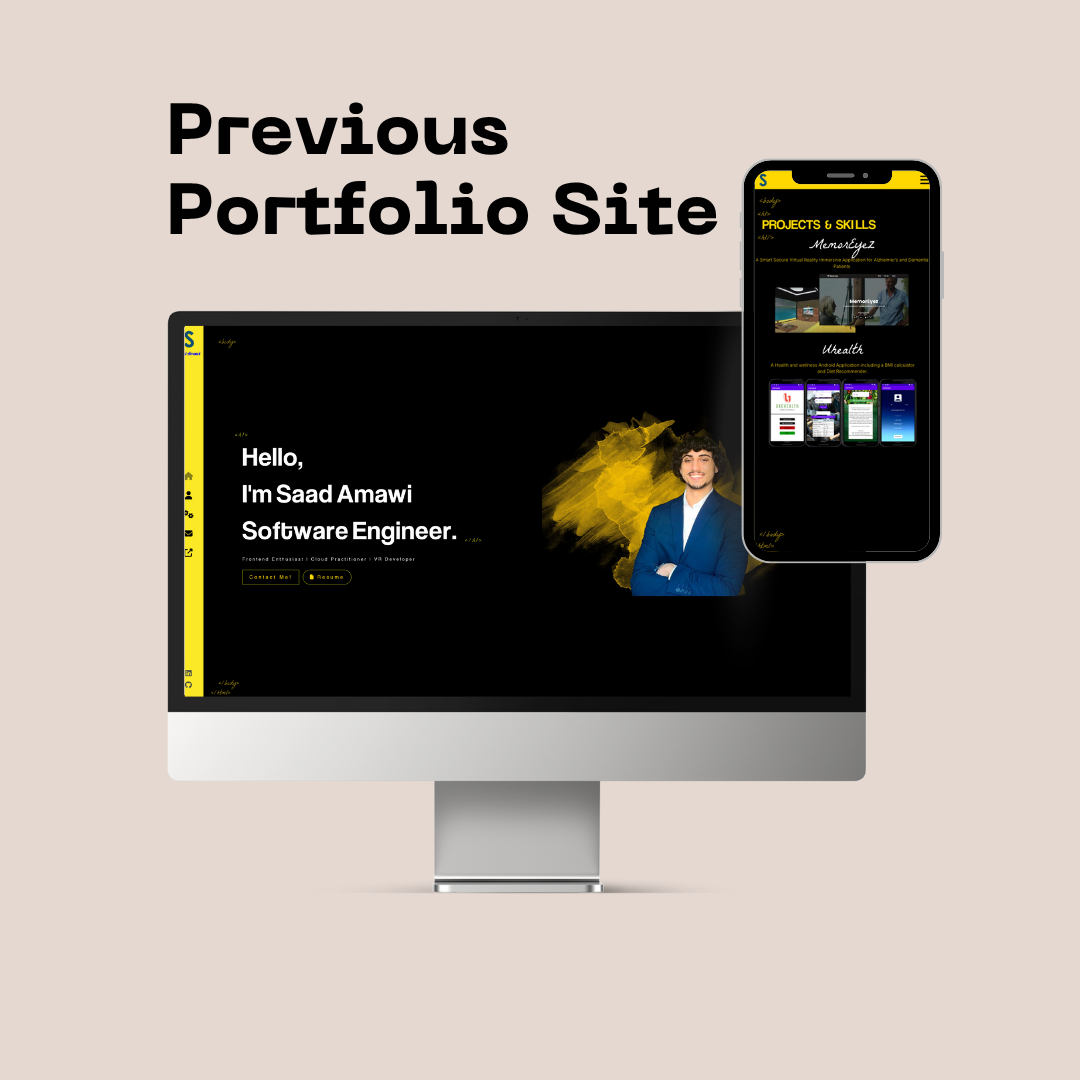 Previous
Portfolio Site
S
<body>
<h1>
Hello,
I'm Saad Amawi
Software Engineer.
</h1>
Frontend Enthusiast | Cloud Practitioner | VR Developer
Contact Me!
Resume
</body>
</html>
S
<body>
<h1>
PROJECTS & SKILLS
</h1>
MemorEyez
A Smart Secure Virtual Reality Immersive Application for Alzheimer's and Dementia
Patients
MemorEyez
Uhealth
A Health and wellness Android Application including a BMI calculator
and Diet Recommender
</body>
</html>